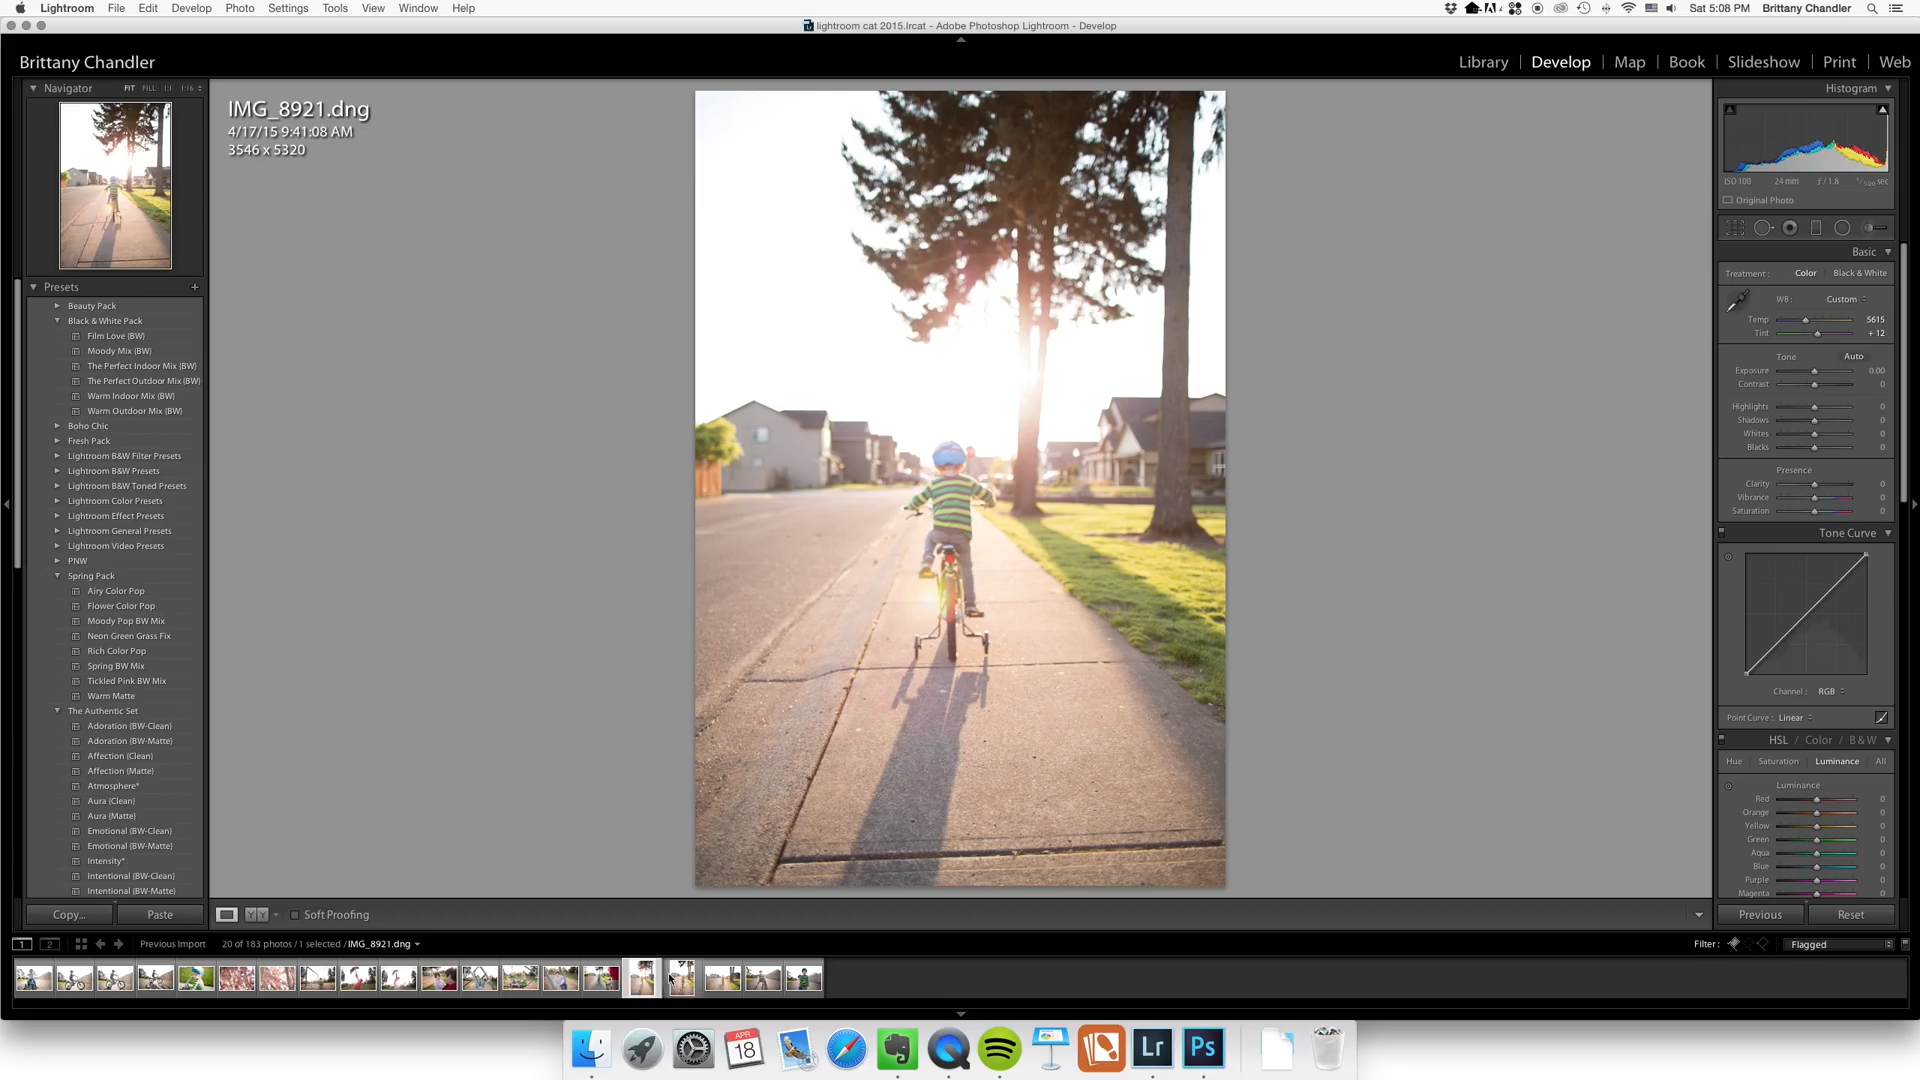 Lightroom File Edit Develop Photo Settings Tools View Window Help
Sat 5:08 PM Brittany Chandler
lightroom cat 2015.lrcat - Adobe Photoshop Lightroom - Develop
Brittany Chandler
Library | Develop | Map | Book | Slideshow | Print | Web
Navigator FIT FILL 1:1 1:16
Presets +
Beauty Pack
Black & White Pack
Film Love (BW)
Moody Mix (BW)
The Perfect Indoor Mix (BW)
The Perfect Outdoor Mix (BW)
Warm Indoor Mix (BW)
Warm Outdoor Mix (BW)
Boho Chic
Fresh Pack
Lightroom B&W Filter Presets
Lightroom B&W Presets
Lightroom B&W Toned Presets
Lightroom Color Presets
Lightroom Effect Presets
Lightroom General Presets
Lightroom Video Presets
PNW
Spring Pack
Airy Color Pop
Flower Color Pop
Moody Pop BW Mix
Neon Green Grass Fix
Rich Color Pop
Spring BW Mix
Tickled Pink BW Mix
Warm Matte
The Authentic Set
Adoration (BW-Clean)
Adoration (BW-Matte)
Affection (Clean)
Affection (Matte)
Atmosphere*
Aura (Clean)
Aura (Matte)
Emotional (BW-Clean)
Emotional (BW-Matte)
Intensity*
Intentional (BW-Clean)
Intentional (BW-Matte)
Copy... Paste
IMG_8921.dng
4/17/15 9:41:08 AM
3546 x 5320
Soft Proofing
Histogram
ISO 100 24 mm ƒ / 1.8 1/500 sec
Original Photo
Basic
Treatment : Color Black & White
WB : Custom
Temp 5615
Tint + 12
Tone Auto
Exposure 0.00
Contrast 0
Highlights 0
Shadows 0
Whites 0
Blacks 0
Presence
Clarity 0
Vibrance 0
Saturation 0
Tone Curve
Channel : RGB
Point Curve : Linear
HSL / Color / B & W
Hue Saturation Luminance All
Luminance
Red 0
Orange 0
Yellow 0
Green 0
Aqua 0
Blue 0
Purple 0
Magenta 0
Previous Reset
1 2 Previous Import 20 of 183 photos / 1 selected / IMG_8921.dng
Filter : Flagged
APR
18
Lr
Ps